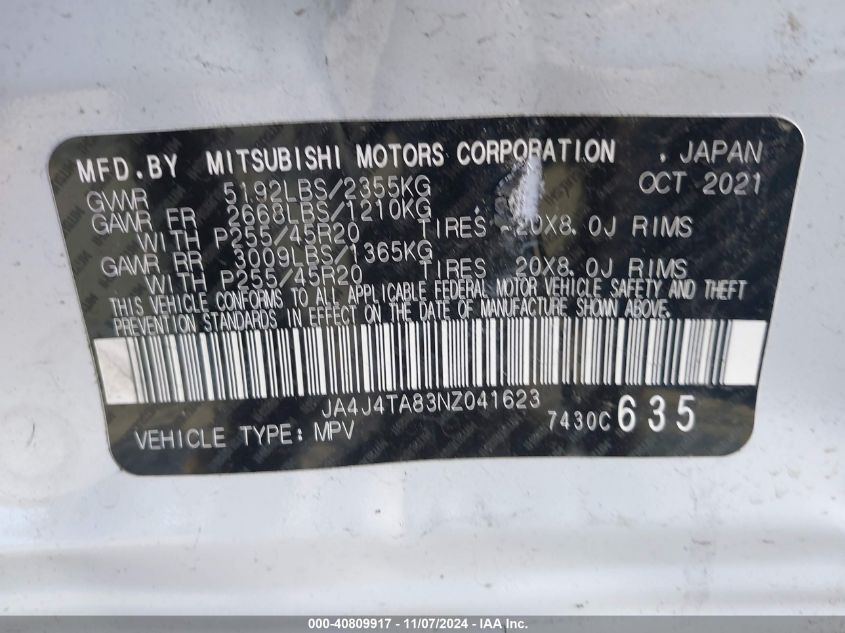 MFD.BY MITSUBISHI MOTORS CORPORATION . JAPAN
GVWR 5192LBS/2355KG OCT 2021
GAWR FR 2668LBS/1210KG
WITH P255/45R20 TIRES 20X8.0J RIMS
GAWR RR 3009LBS/1365KG
WITH P255/45R20 TIRES 20X8.0J RIMS
THIS VEHICLE CONFORMS TO ALL APPLICABLE FEDERAL MOTOR VEHICLE SAFETY AND THEFT
PREVENTION STANDARDS IN EFFECT ON THE DATE OF MANUFACTURE SHOWN ABOVE.
JA4J4TA83NZ041623
VEHICLE TYPE: MPV 7430C 635
000-40809917 - 11/07/2024 - Copyright IAA, Inc.